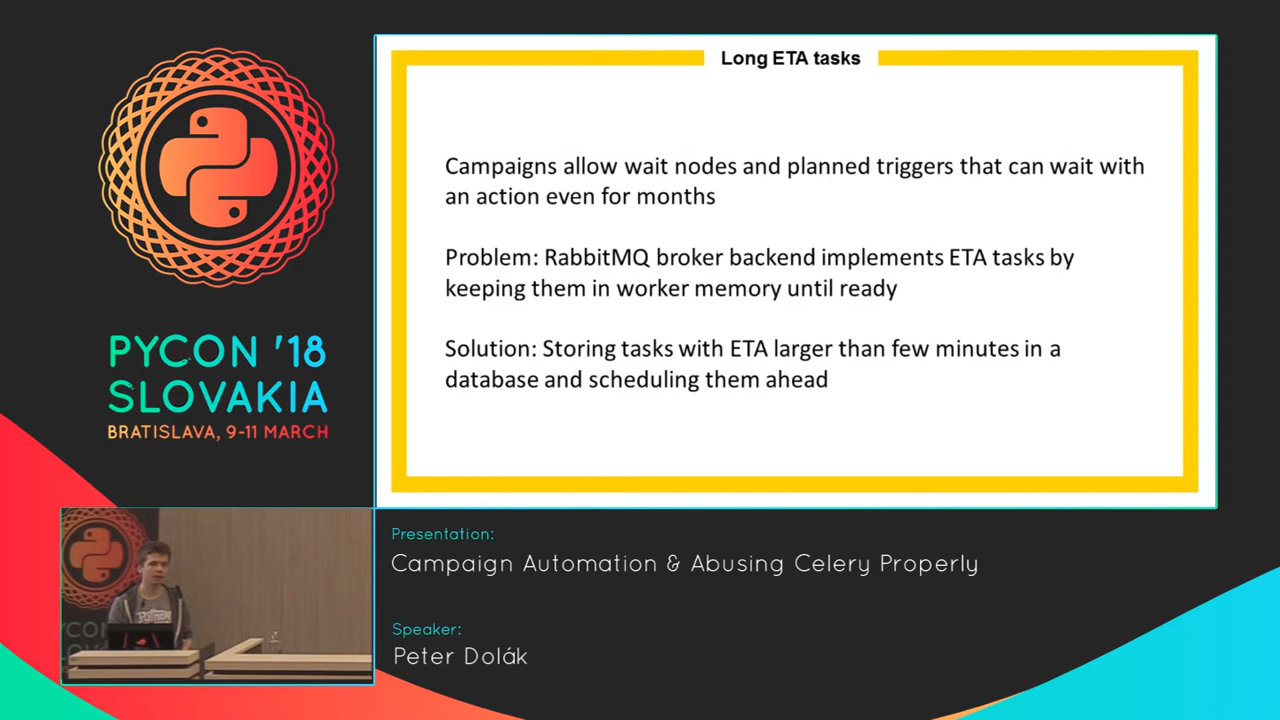 Long ETA tasks
Campaigns allow wait nodes and planned triggers that can wait with
an action even for months
Problem: RabbitMQ broker backend implements ETA tasks by
keeping them in worker memory until ready
Solution: Storing tasks with ETA larger than few minutes in a
database and scheduling them ahead
PYCON '18
SLOVAKIA
BRATISLAVA, 9-11 MARCH
Presentation:
Campaign Automation & Abusing Celery Properly
Speaker:
Peter Dolák